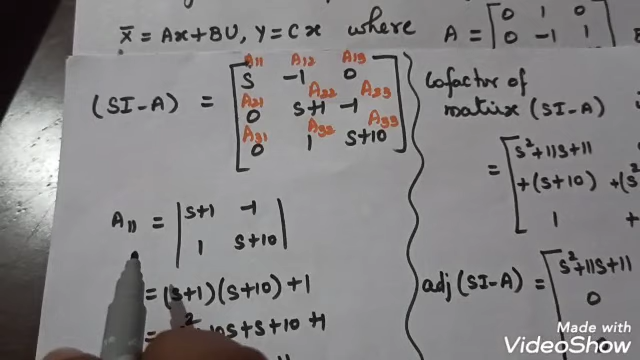 ẋ = Ax+BU, Y=Cx where A = [0 1 0
0 -1 1
(SI-A) = [S -1 0
0 S+1 -1
0 1 S+10]
A11 A12 A13
A21 A22 A23
A31 A32 A33
A11 = |S+1 -1
1 S+10|
= (S+1)(S+10)+1
10S+S+10+1
Cofactor of
matrix (SI-A)
= [S²+11S+11
+(S+10) +(S²
1 +
adj (SI-A) = [S²+11S+11
0
Made with
VideoShow